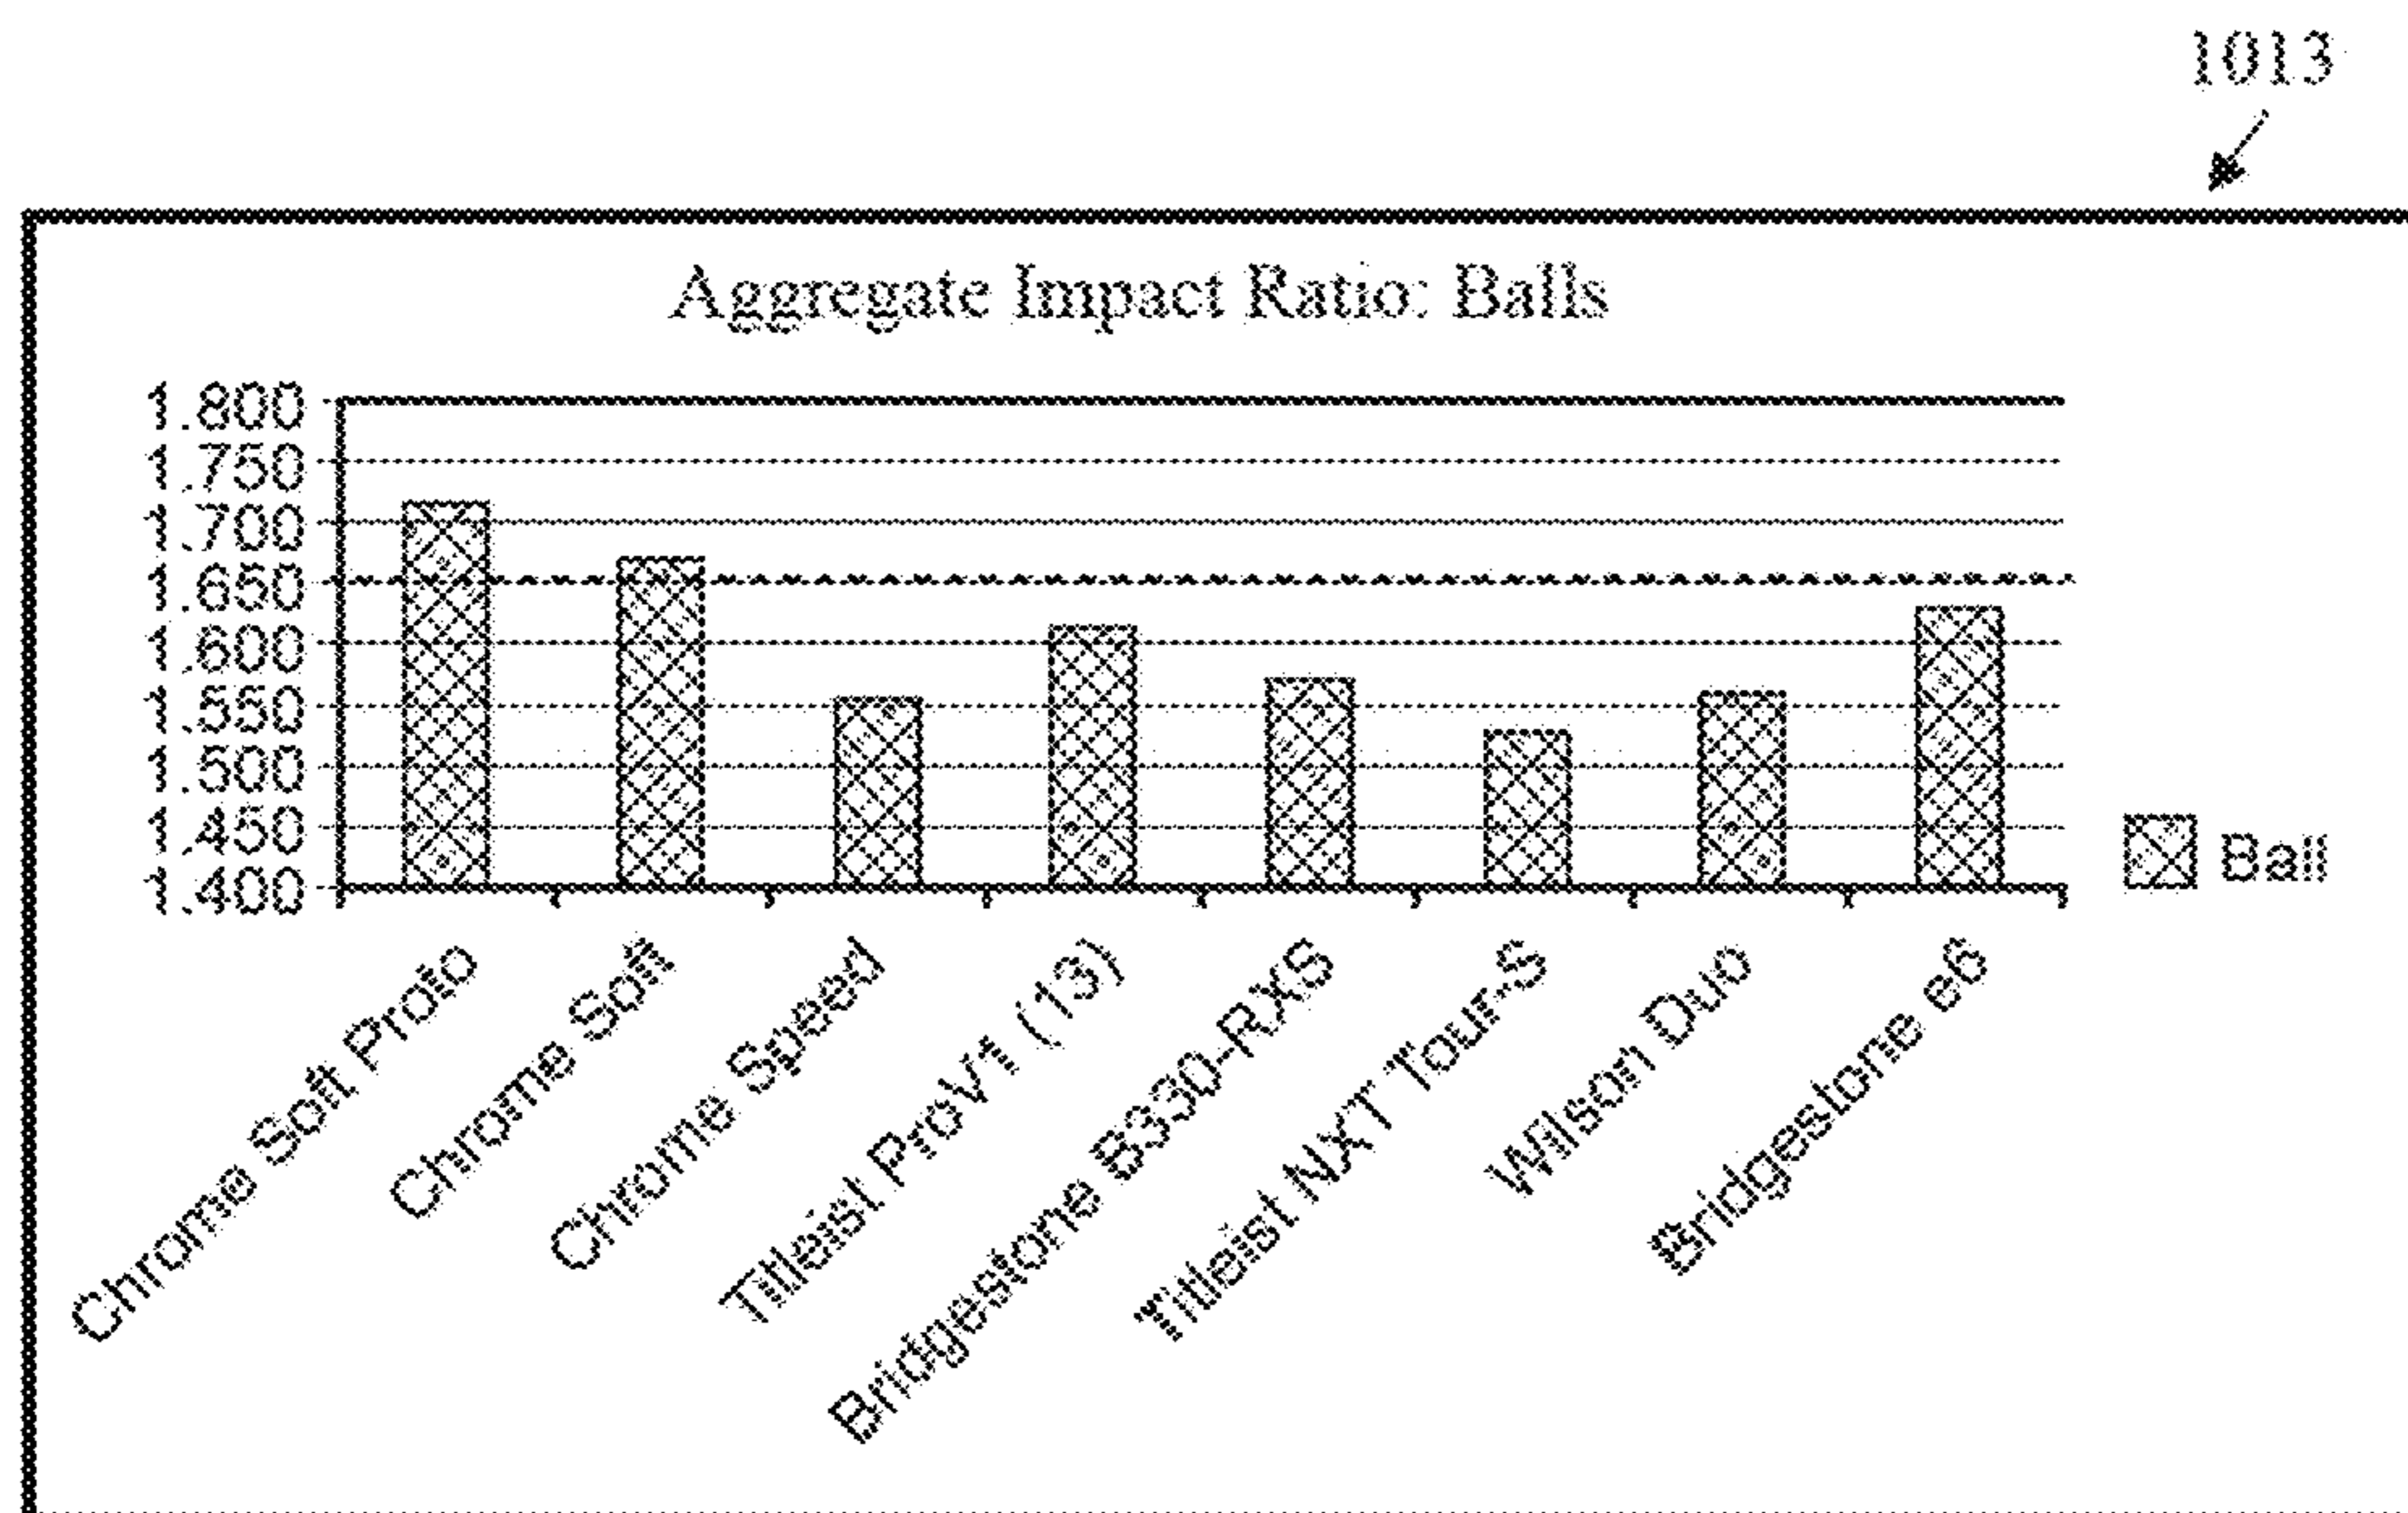 1013
Aggregate Impact Ratio: Balls
1.800
1.750
1.700
1.650
1.600
1.550
1.500
1.450
1.400
Ball
Chrome Soft Proto
Chrome Soft
Chrome Speed
Titleist ProV1 (13)
Bridgestone B330-RXS
Titleist NXT Tour-S
Wilson Duo
Bridgestone e6